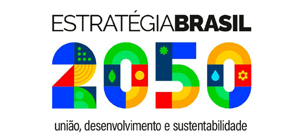 ESTRATÉGIABRASIL
2050
união, desenvolvimento e sustentabilidade